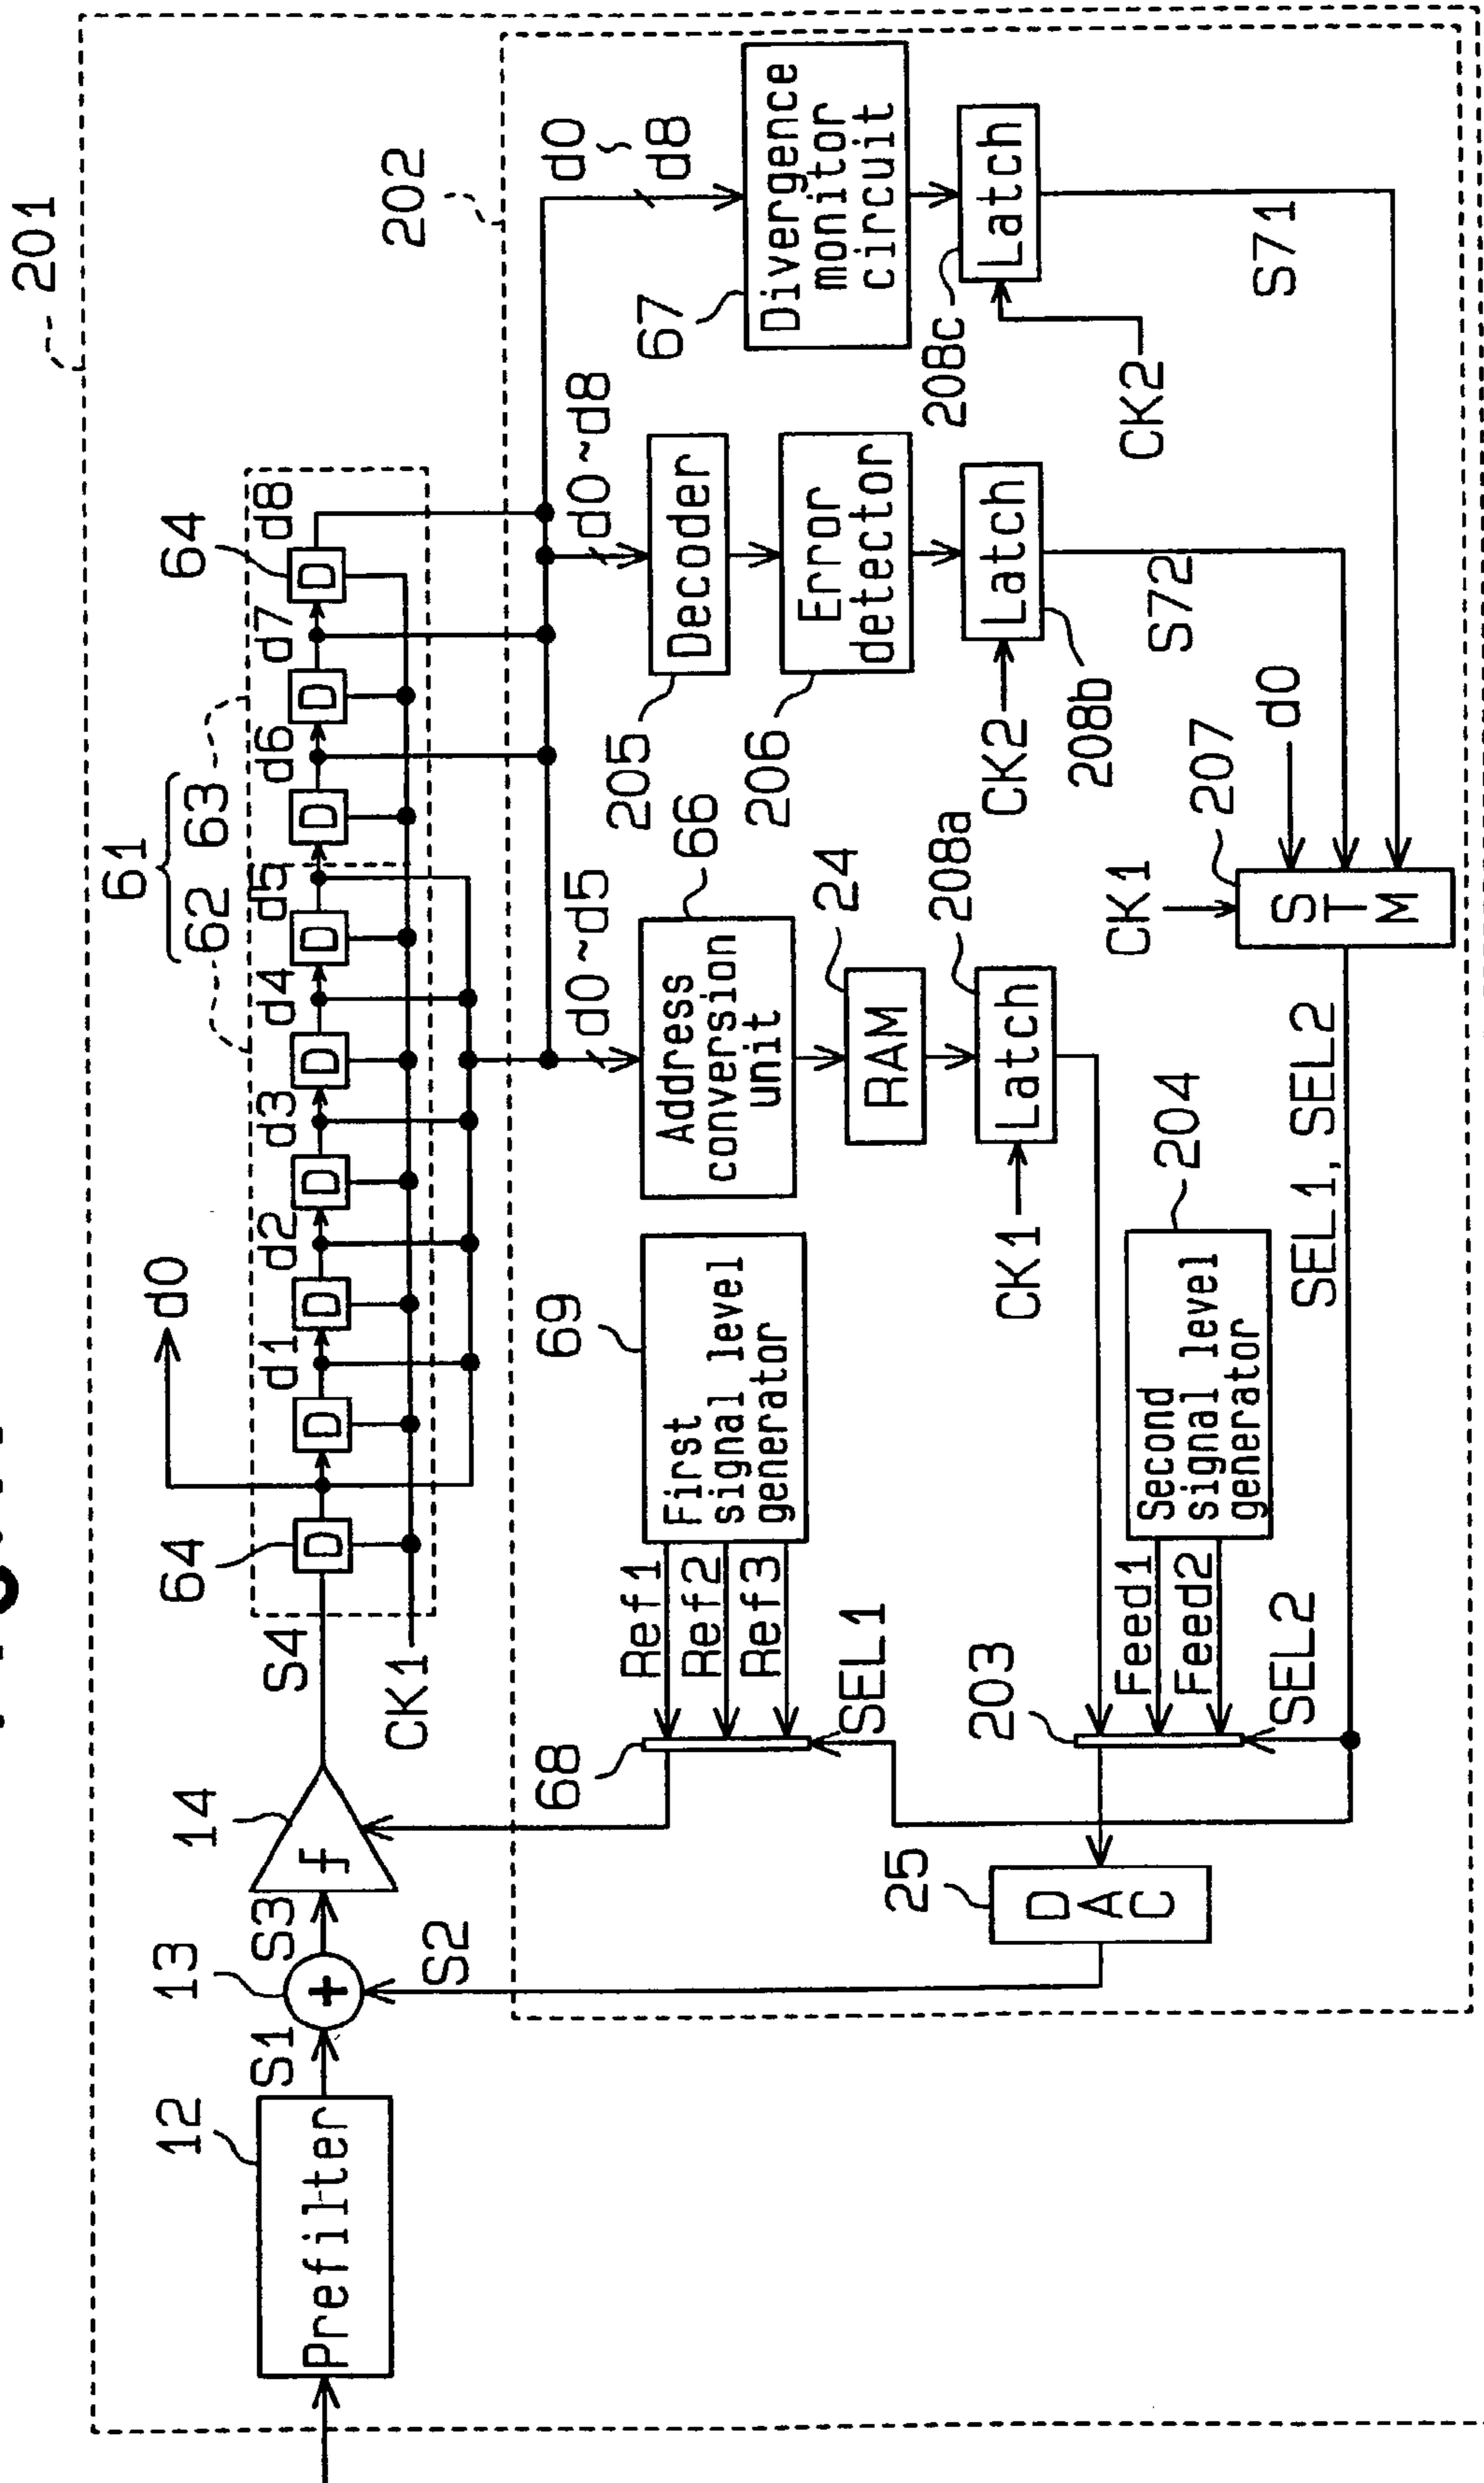 201
202
61
62 63
d0
64
64
d1
d2
d3
d4
d5
d6
d7
d8
12
Prefilter
S1
13
+
S3
14
f
S4
CK1
S2
d0~d5
d0~d8
d0 ~ d8
69
First
signal level
generator
Ref1
Ref2
Ref3
68
SEL1
66
Address
conversion
unit
24
RAM
208a
Latch
CK1
205
Decoder
206
Error
detector
CK2
Latch
208b
S72
67
Divergence
monitor
circuit
208c
Latch
CK2
S71
25
DAC
203
Feed1
Feed2
SEL2
204
Second
signal level
generator
SEL1, SEL2
CK1
207
d0
STM
D
D
D
D
D
D
D
D
D